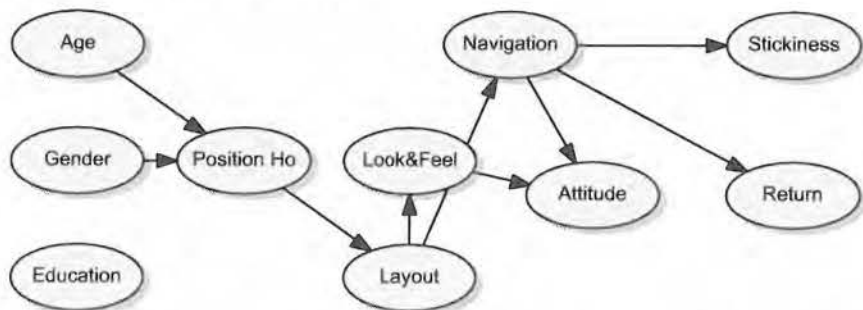 Age
Navigation
Stickiness
Gender
Position Ho
Look&Feel
Attitude
Return
Education
Layout